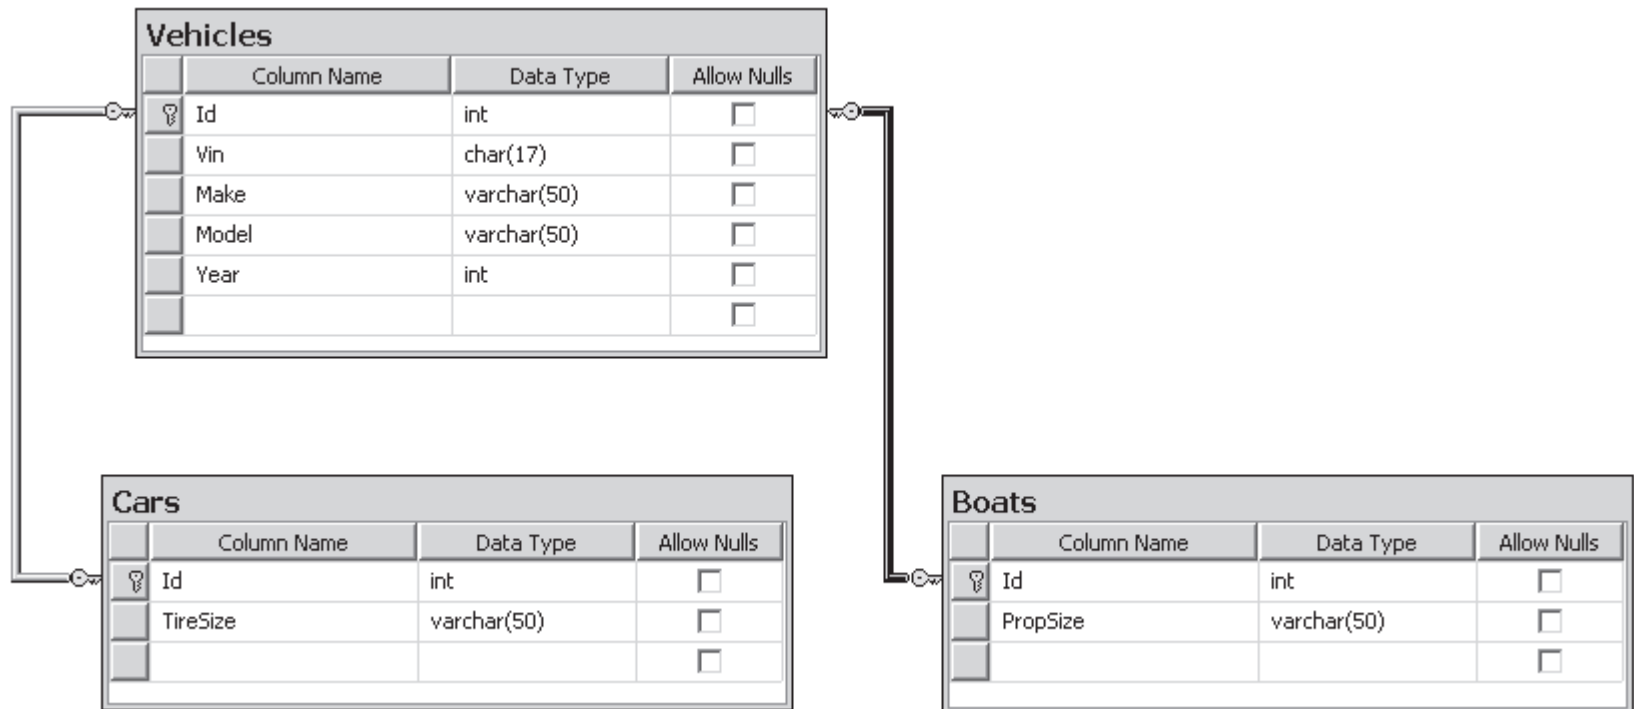 Vehicles
Column Name Data Type Allow Nulls
Id int
Vin char(17)
Make varchar(50)
Model varchar(50)
Year int
Cars
Column Name Data Type Allow Nulls
Id int
TireSize varchar(50)
Boats
Column Name Data Type Allow Nulls
Id int
PropSize varchar(50)